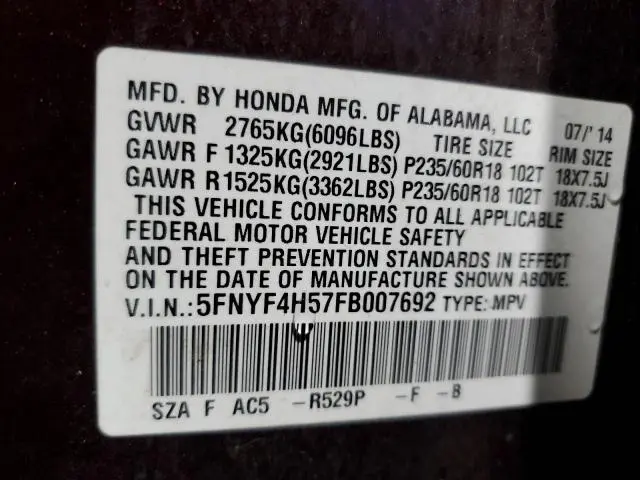 MFD. BY HONDA MFG. OF ALABAMA, LLC 07/'14
GVWR 2765KG(6096LBS) TIRE SIZE RIM SIZE
GAWR F 1325KG(2921LBS) P235/60R18 102T 18X7.5J
GAWR R 1525KG(3362LBS) P235/60R18 102T 18X7.5J
THIS VEHICLE CONFORMS TO ALL APPLICABLE
FEDERAL MOTOR VEHICLE SAFETY
AND THEFT PREVENTION STANDARDS IN EFFECT
ON THE DATE OF MANUFACTURE SHOWN ABOVE.
V.I.N.: 5FNYF4H57FB007692 TYPE: MPV
SZA F AC5 -R529P -F -B